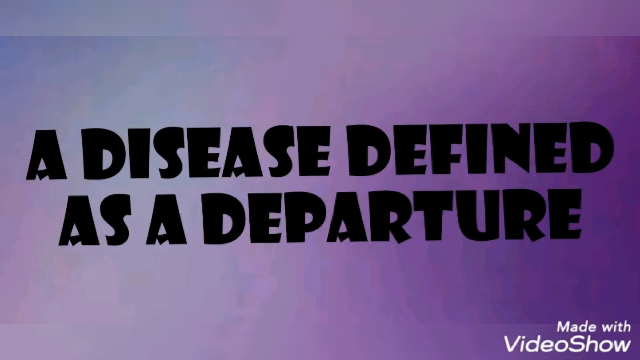 A DISEASE DEFINED
AS A DEPARTURE
Made with
VideoShow